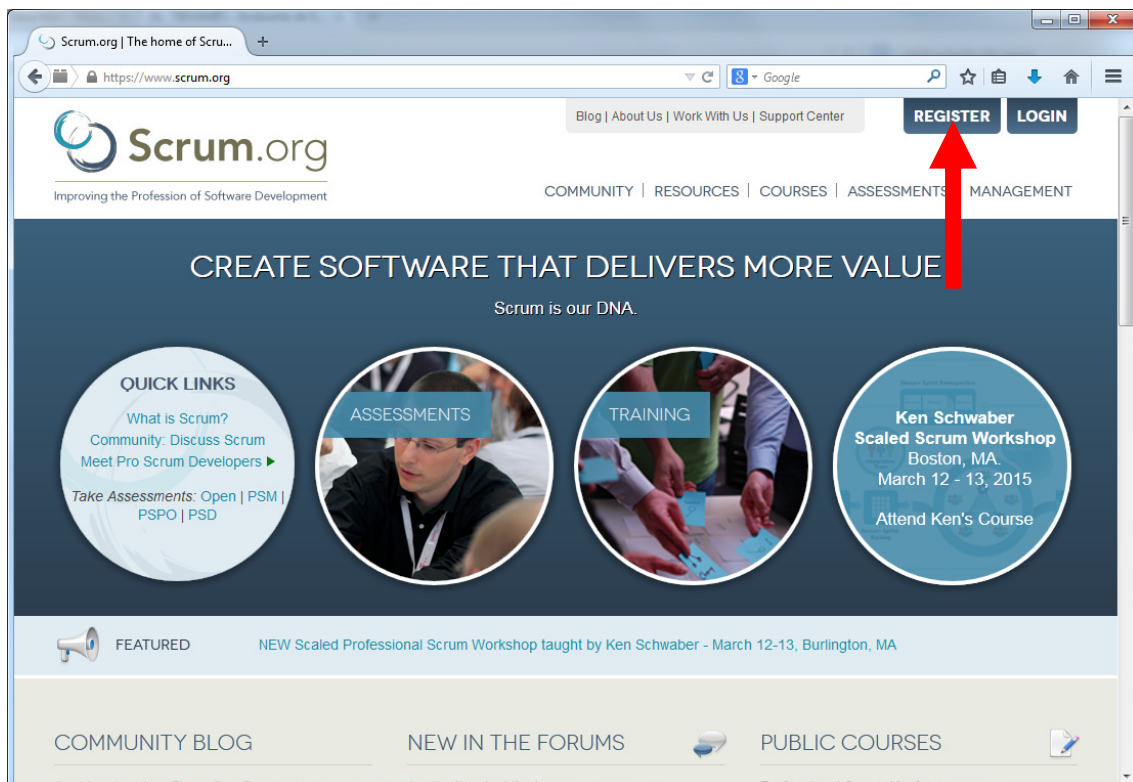 Scrum.org | The home of Scru...
https://www.scrum.org
Google
Blog | About Us | Work With Us | Support Center
REGISTER
LOGIN
Scrum.org
Improving the Profession of Software Development
COMMUNITY | RESOURCES | COURSES | ASSESSMENTS MANAGEMENT
CREATE SOFTWARE THAT DELIVERS MORE VALUE
Scrum is our DNA.
QUICK LINKS
What is Scrum?
Community: Discuss Scrum
Meet Pro Scrum Developers
Take Assessments: Open | PSM |
PSPO | PSD
ASSESSMENTS
TRAINING
Ken Schwaber
Scaled Scrum Workshop
Boston, MA.
March 12 - 13, 2015
Attend Ken's Course
FEATURED
NEW Scaled Professional Scrum Workshop taught by Ken Schwaber - March 12-13, Burlington, MA
COMMUNITY BLOG
NEW IN THE FORUMS
PUBLIC COURSES